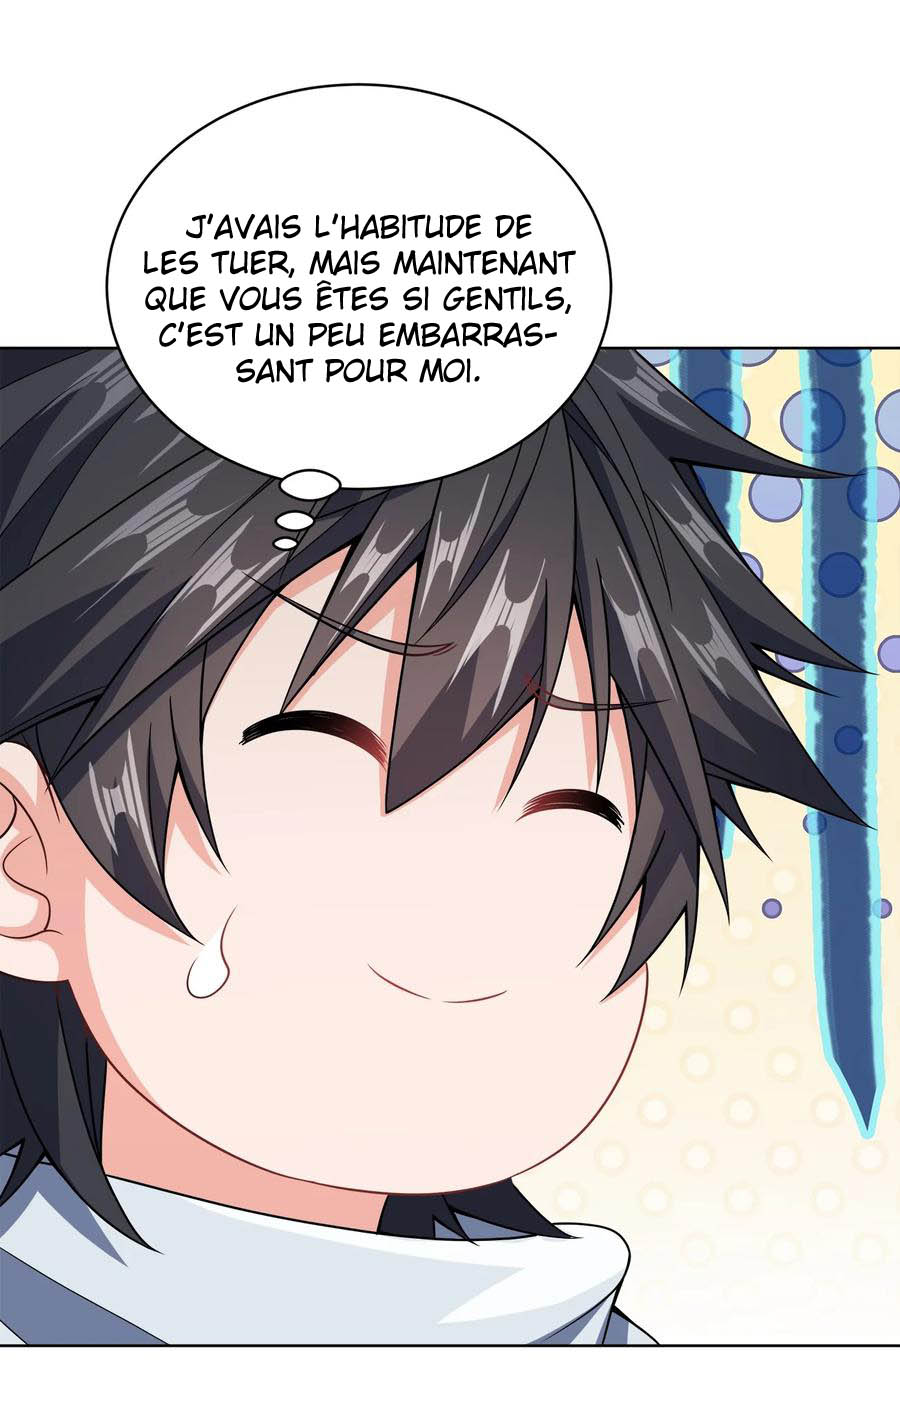 J'AVAIS L'HABITUDE DE
LES TUER, MAIS MAINTENANT
QUE VOUS ÊTES SI GENTILS,
C'EST UN PEU EMBARRAS-
SANT POUR MOI.